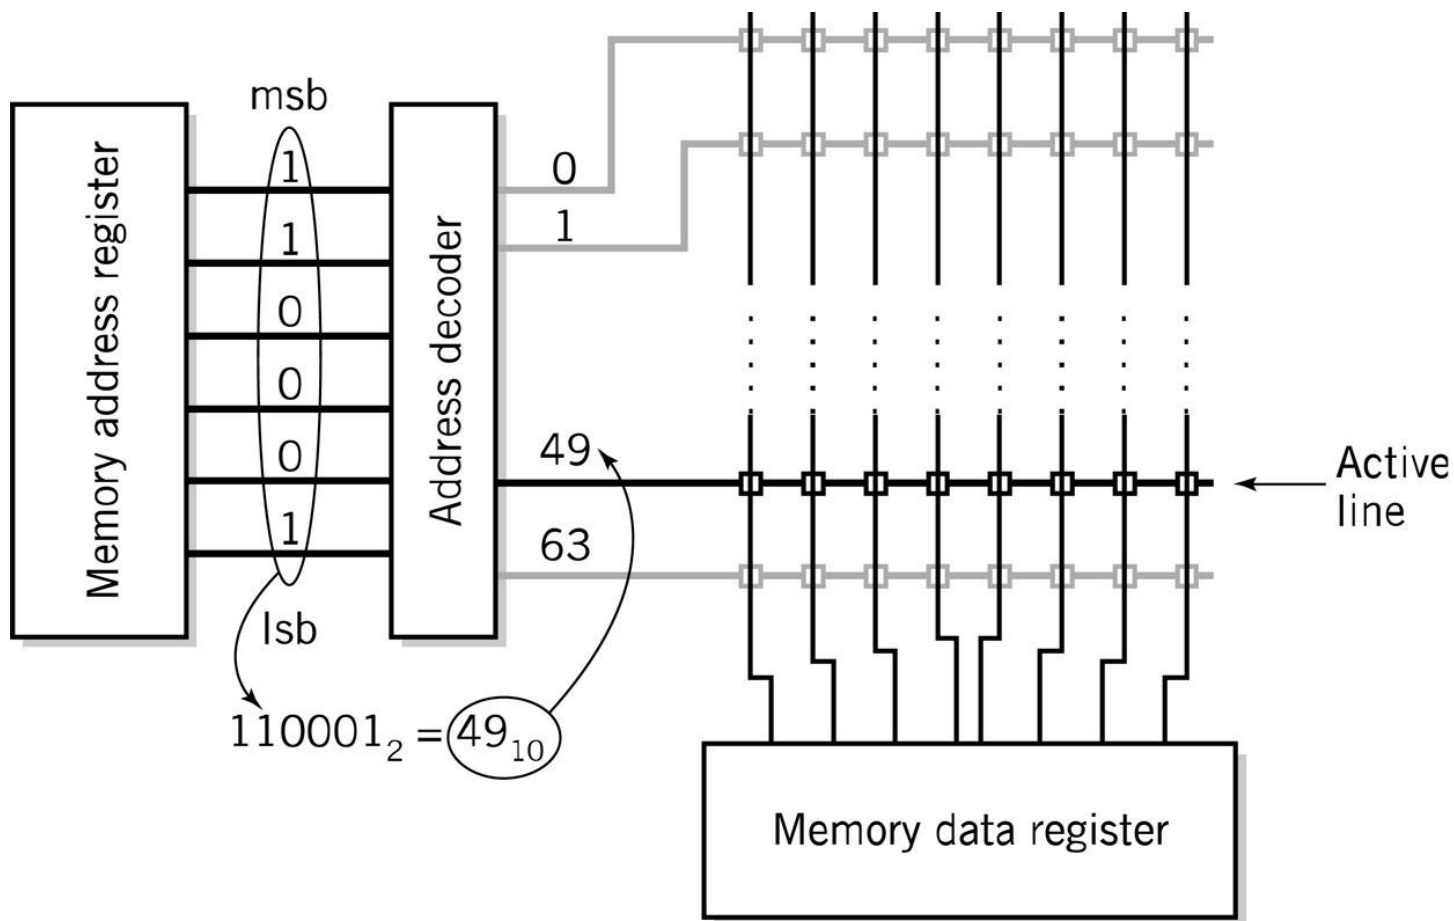 msb
Memory address register
1
1
0
0
0
1
lsb
Address decoder
0
1
49
63
Active
line
110001₂ = 49₁₀
Memory data register